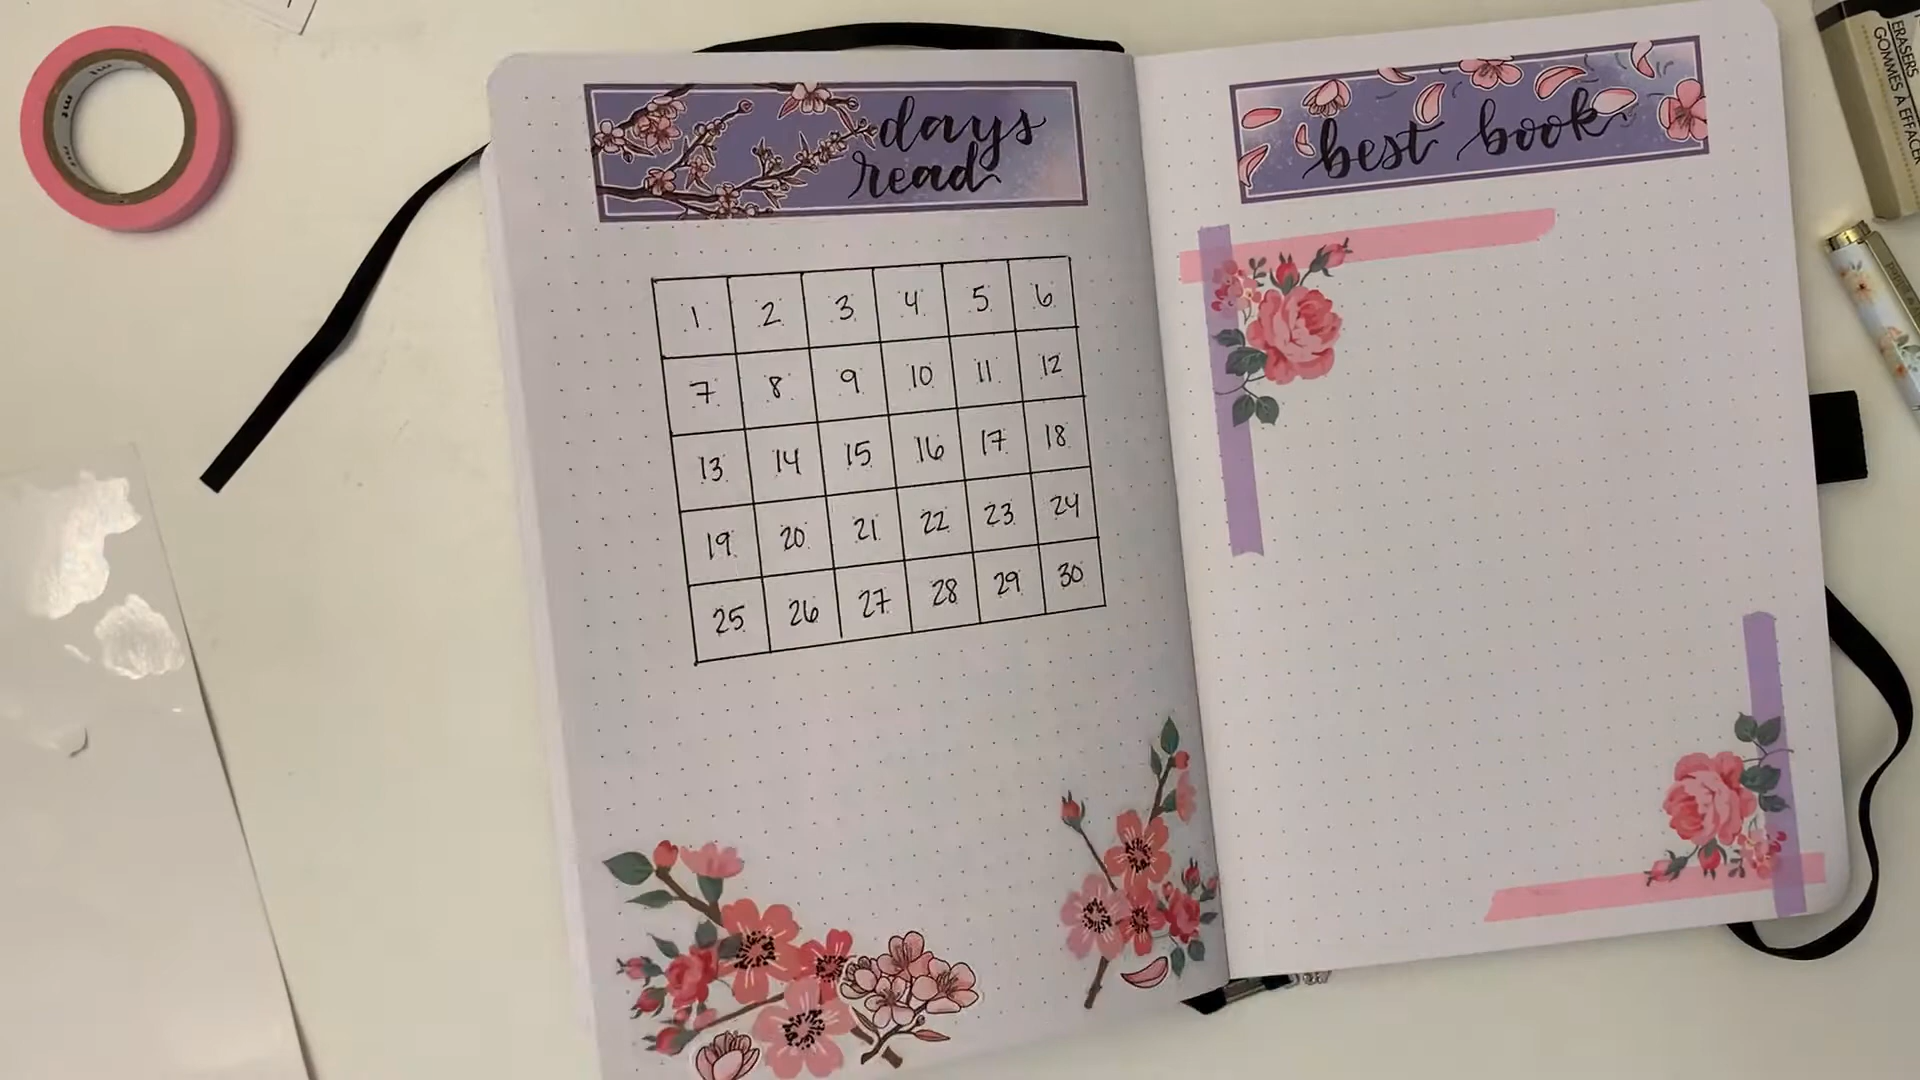 days
read
1 2 3 4 5 6
7 8 9 10 11 12
13 14 15 16 17 18
19 20 21 22 23 24
25 26 27 28 29 30
best book
ERASERS
GOMMES A EFFACER